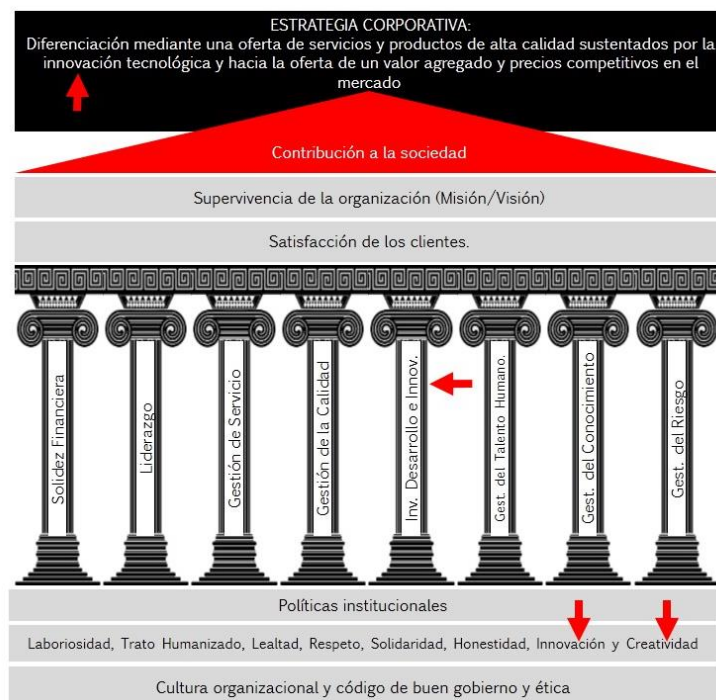 ESTRATEGIA CORPORATIVA:
Diferenciación mediante una oferta de servicios y productos de alta calidad sustentados por la
innovación tecnológica y hacia la oferta de un valor agregado y precios competitivos en el
mercado
Contribución a la sociedad
Supervivencia de la organización (Misión/Visión)
Satisfacción de los clientes.
Solidez Financiera
Liderazgo
Gestión de Servicio
Gestión de la Calidad
Inv. Desarrollo e Innov.
Gest. del Talento Humano.
Gest. del Conocimiento
Gest. del Riesgo
Políticas institucionales
Laboriosidad, Trato Humanizado, Lealtad, Respeto, Solidaridad, Honestidad, Innovación y Creatividad
Cultura organizacional y código de buen gobierno y ética